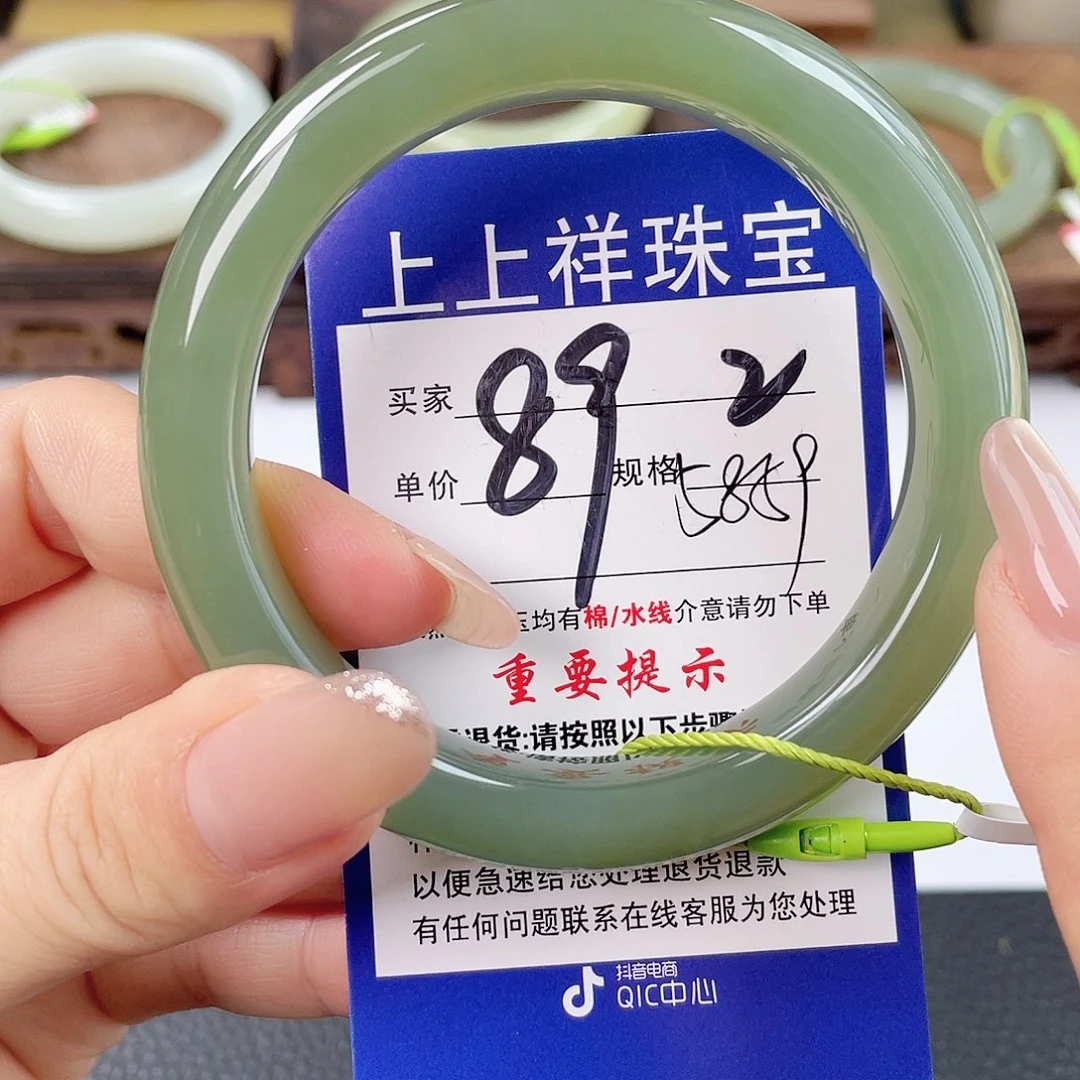 上上祥珠宝
买家 89 2
单价 规格 5859
玉均有棉/水线介意请勿下单
重要提示
退货:请按照以下步骤
以便急速给您处理退货退款
有任何问题联系在线客服为您处理
抖音电商
QIC中心